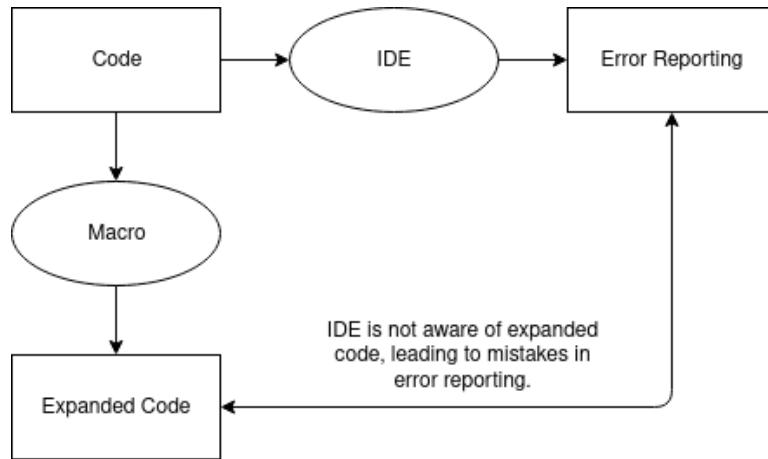 Code
IDE
Error Reporting
Macro
IDE is not aware of expanded
code, leading to mistakes in
error reporting.
Expanded Code